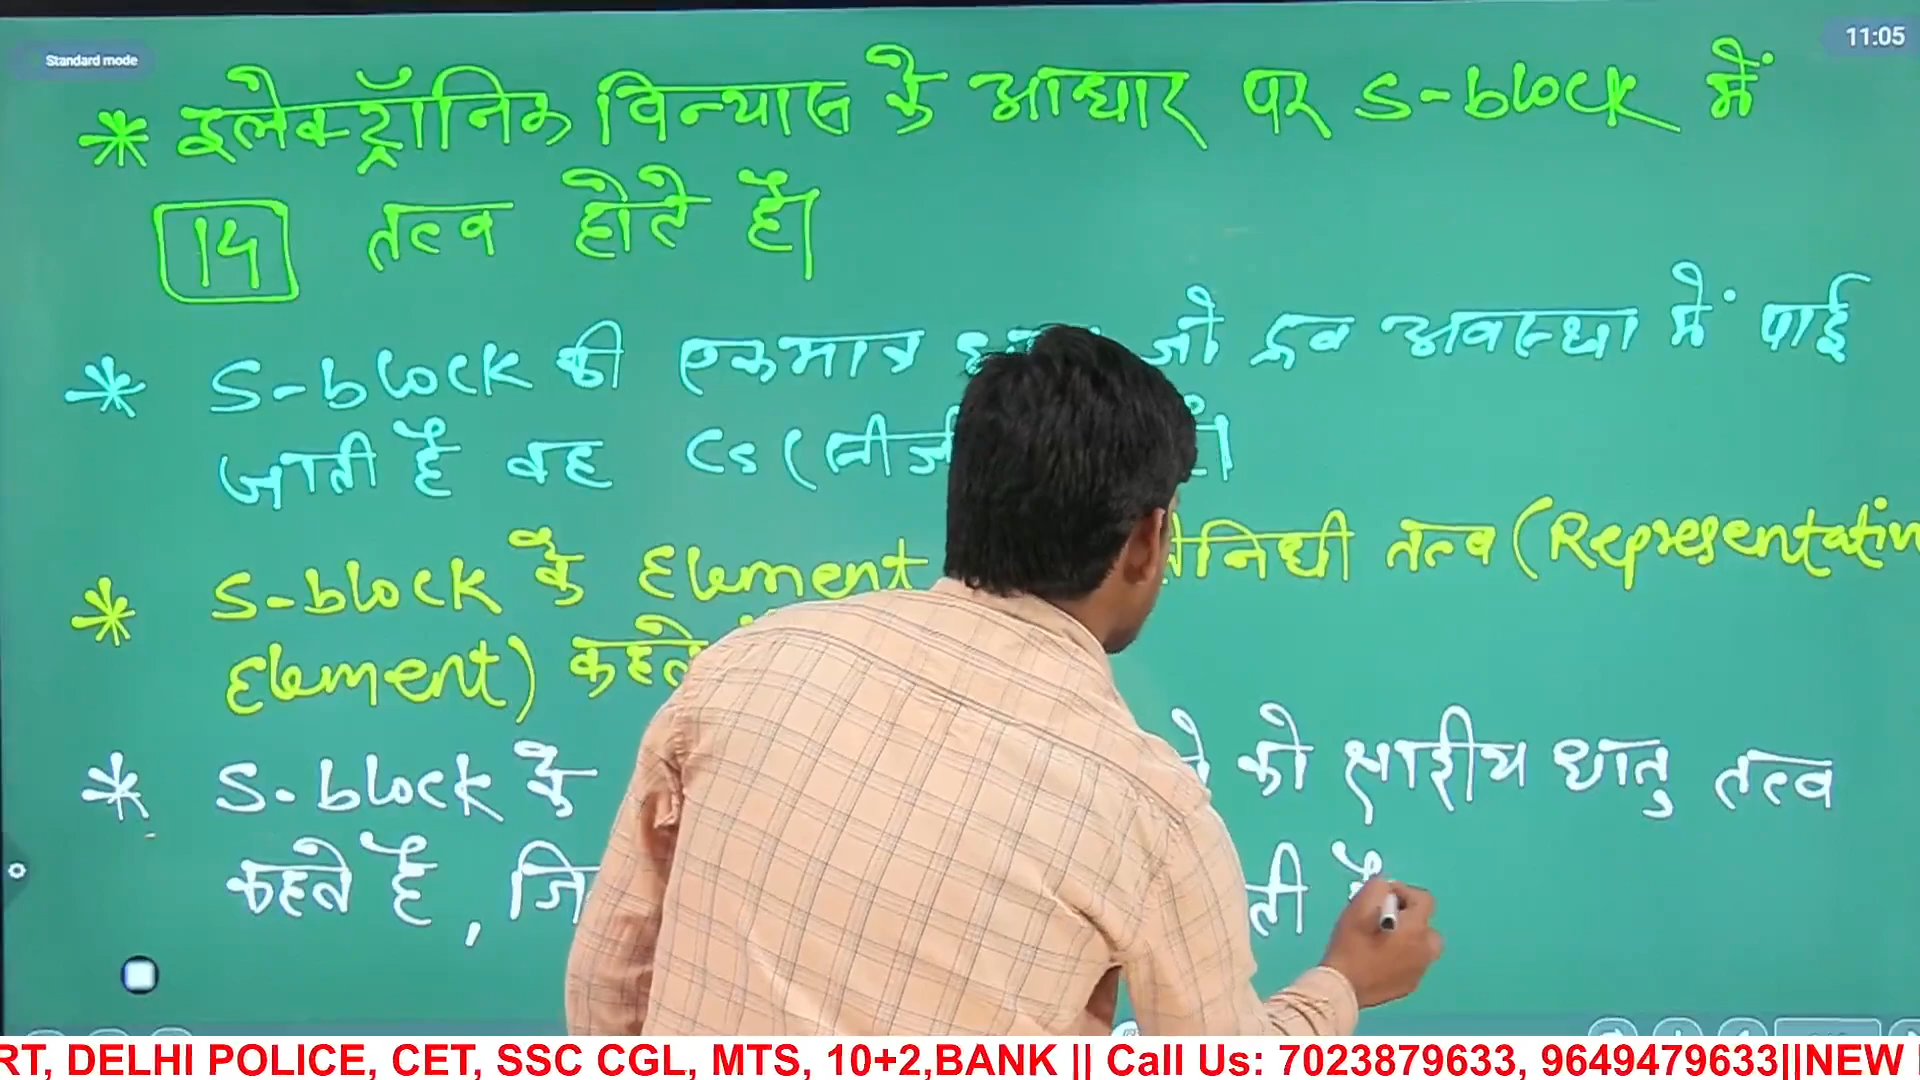 Standard mode
11:05
* इलेक्ट्रॉनिक विन्यास के आधार पर S-block में
14 तत्व होते है।
* S-block की एकमात्र जो द्रव अवस्था में पाई
जाती है वह Cs (
* S-block के Element तत्व (Representative
Element) कहते
* S-block के को क्षारीय धातु तत्व
कहते है,
RT, DELHI POLICE, CET, SSC CGL, MTS, 10+2,BANK || Call Us: 7023879633, 9649479633||NEW